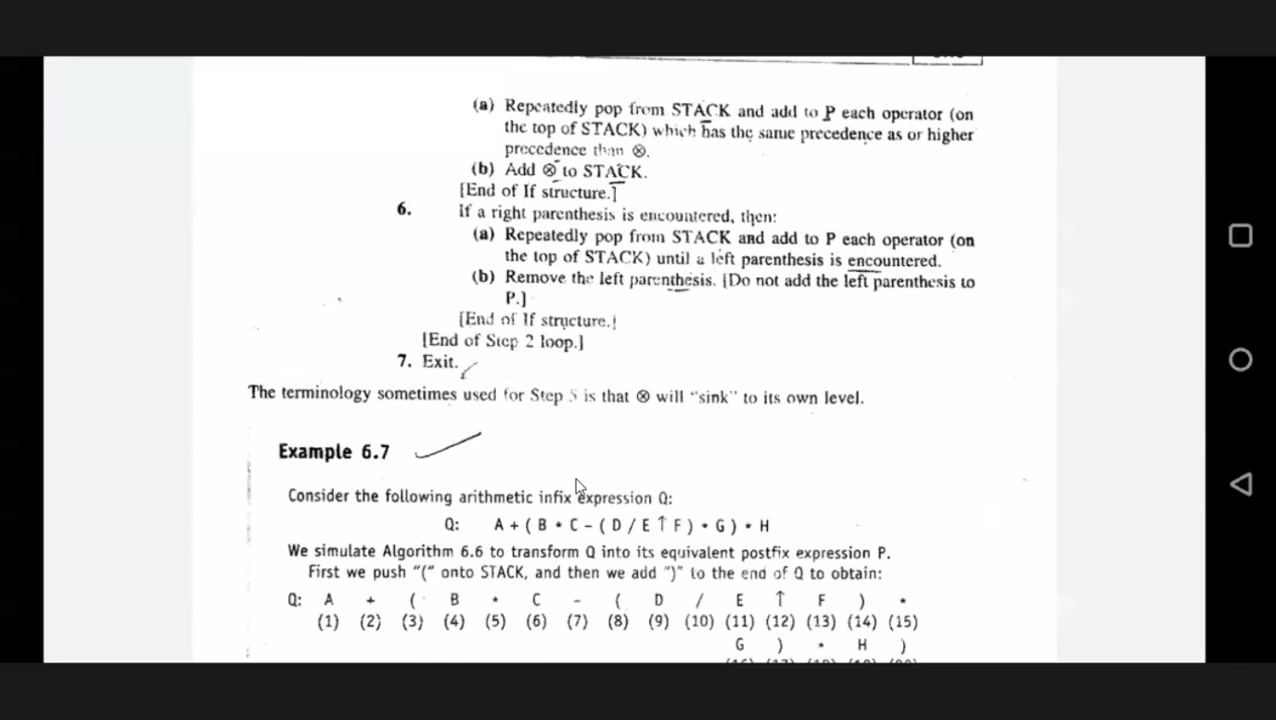 (a) Repeatedly pop from STACK and add to P each operator (on
the top of STACK) which has the same precedence as or higher
precedence than ⊗.
(b) Add ⊗ to STACK.
[End of If structure.]
6. If a right parenthesis is encountered, then:
(a) Repeatedly pop from STACK and add to P each operator (on
the top of STACK) until a left parenthesis is encountered.
(b) Remove the left parenthesis. [Do not add the left parenthesis to
P.]
[End of If structure.]
[End of Step 2 loop.]
7. Exit.
The terminology sometimes used for Step 5 is that ⊗ will "sink" to its own level.
Example 6.7
Consider the following arithmetic infix expression Q:
Q: A + ( B * C - ( D / E ↑ F ) * G ) * H
We simulate Algorithm 6.6 to transform Q into its equivalent postfix expression P.
First we push "(" onto STACK, and then we add ")" to the end of Q to obtain:
Q: A + ( B * C - ( D / E ↑ F ) *
(1) (2) (3) (4) (5) (6) (7) (8) (9) (10) (11) (12) (13) (14) (15)
G ) * H )